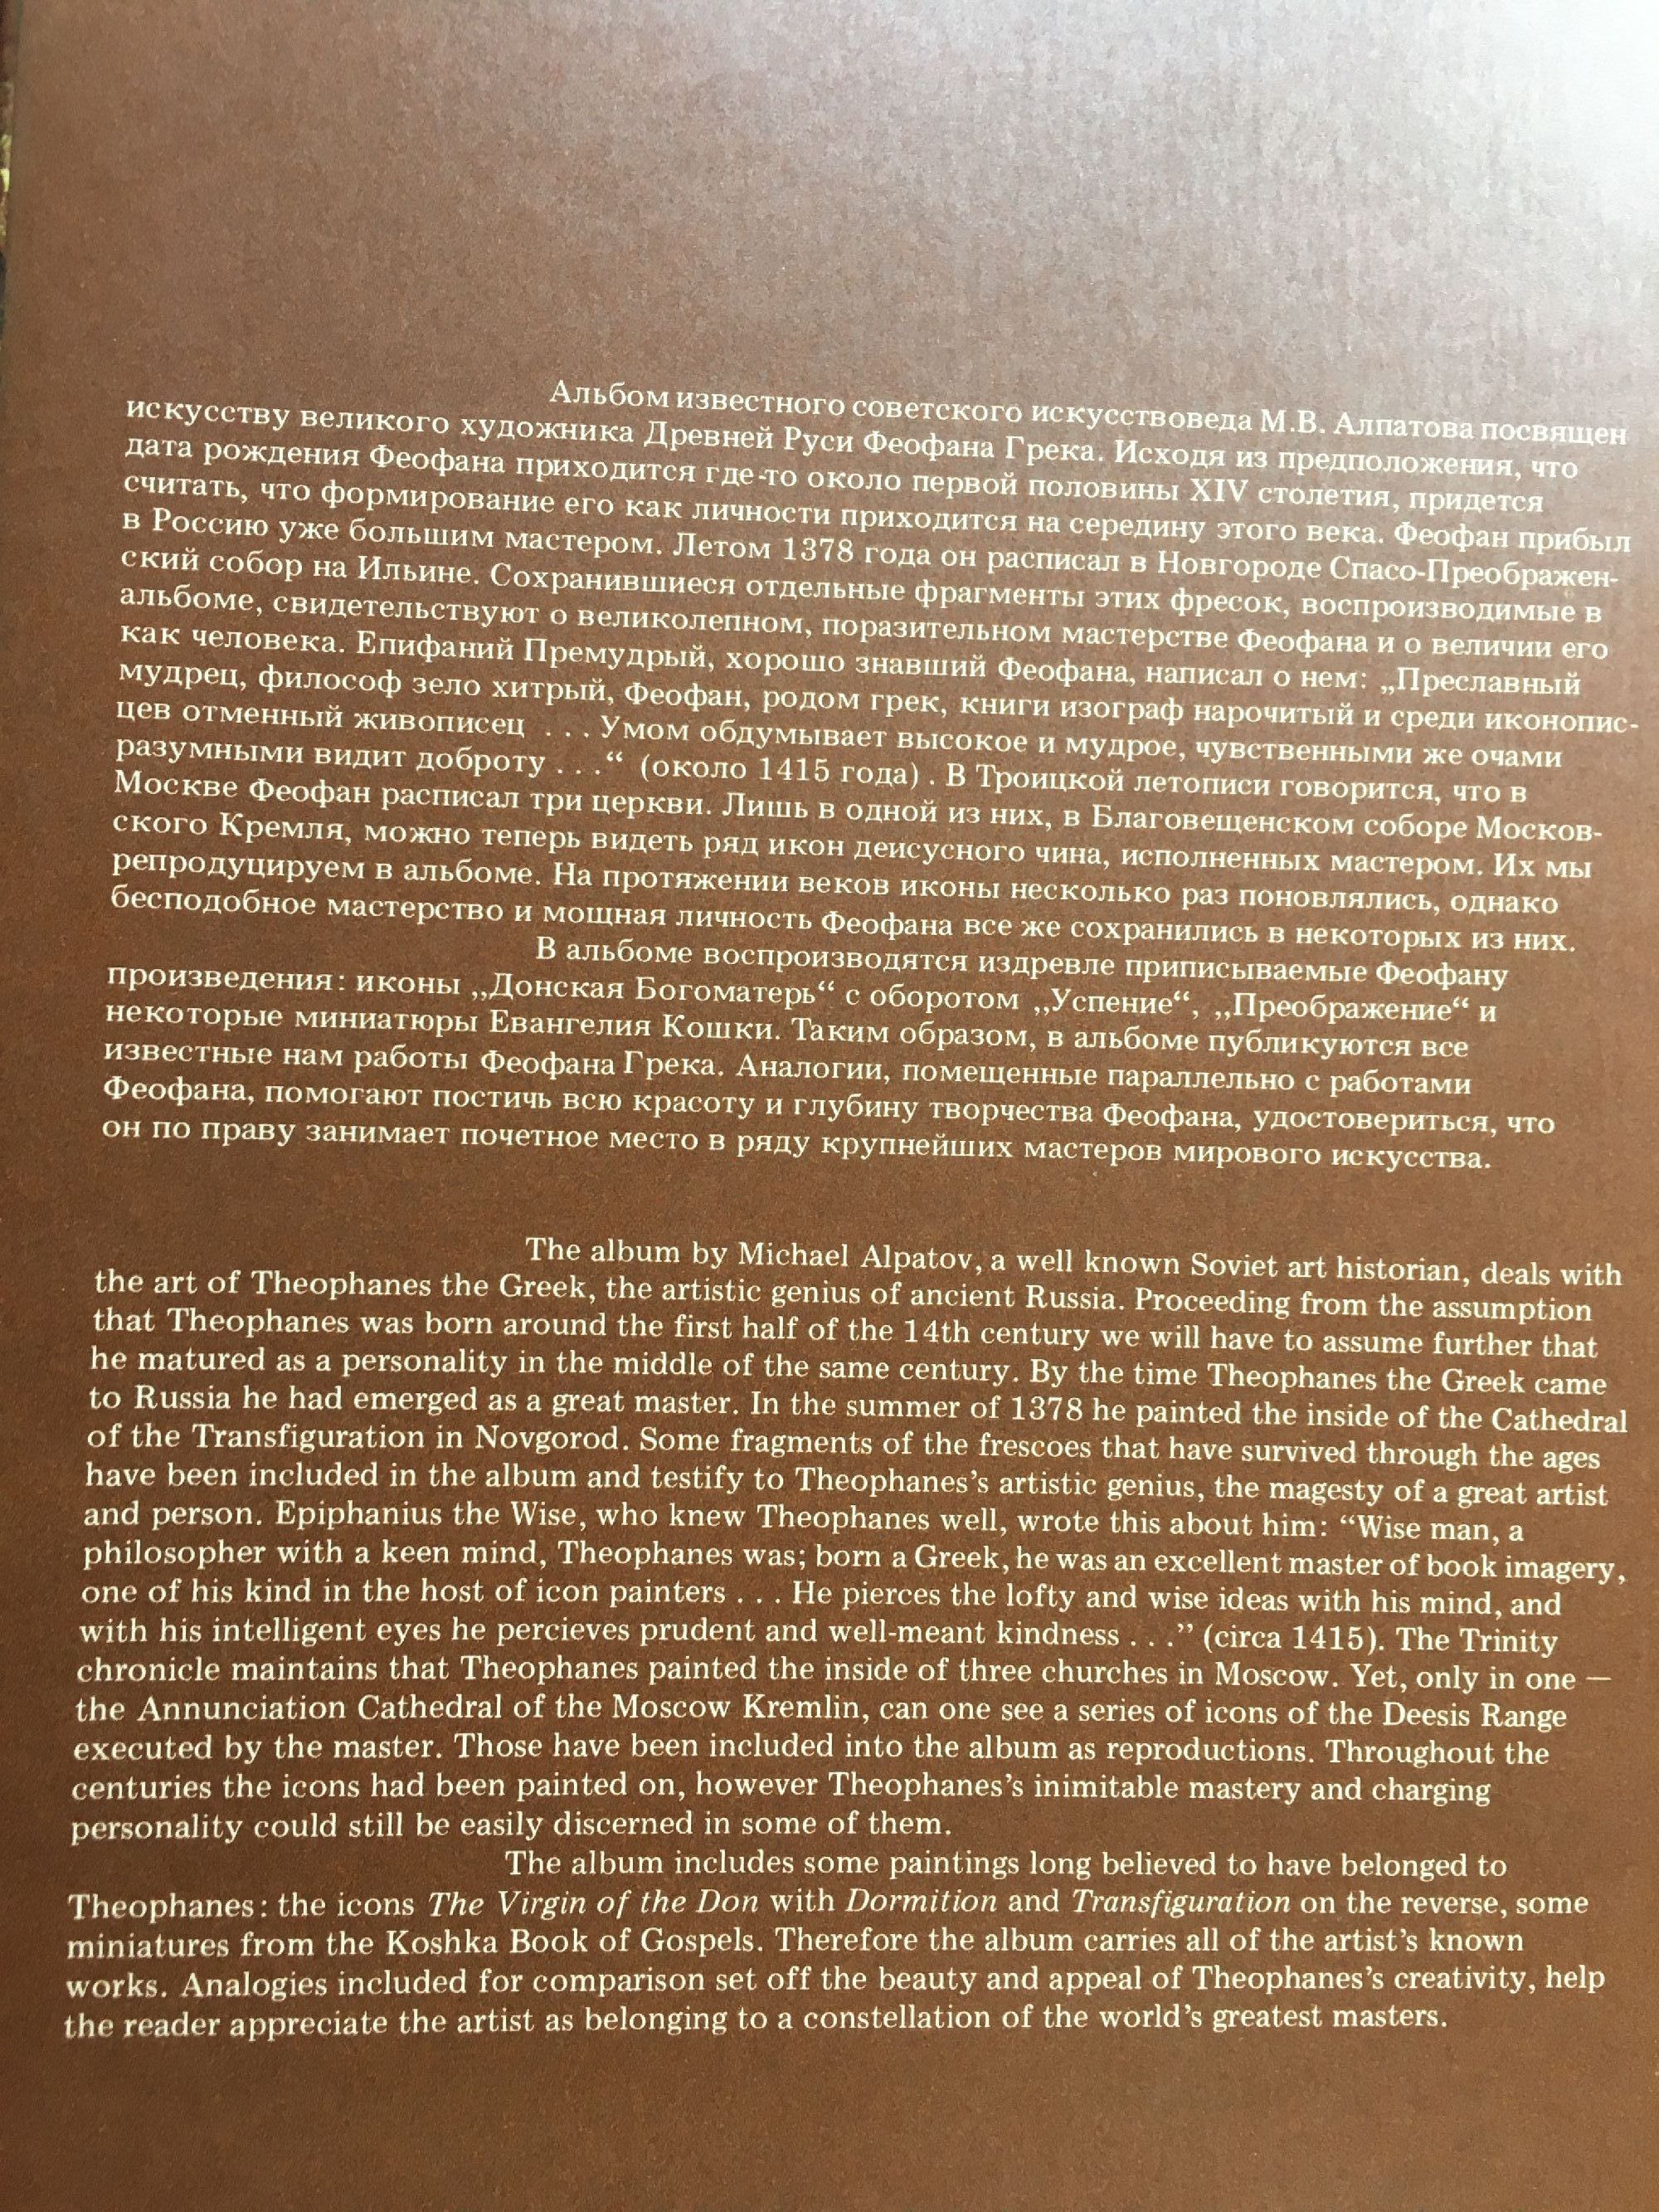 Альбом известного советского искусствоведа М.В. Алпатова посвящен
искусству великого художника Древней Руси Феофана Грека. Исходя из предположения, что
дата рождения Феофана приходится где-то около первой половины XIV столетия, придется
считать, что формирование его как личности приходится на середину этого века. Феофан прибыл
в Россию уже большим мастером. Летом 1378 года он расписал в Новгороде Спасо-Преображен-
ский собор на Ильине. Сохранившиеся отдельные фрагменты этих фресок, воспроизводимые в
альбоме, свидетельствуют о великолепном, поразительном мастерстве Феофана и о величии его
как человека. Епифаний Премудрый, хорошо знавший Феофана, написал о нем: „Преславный
мудрец, философ зело хитрый, Феофан, родом грек, книги изограф нарочитый и среди иконопис-
цев отменный живописец . . . Умом обдумывает высокое и мудрое, чувственными же очами
разумными видит доброту . . .“ (около 1415 года) . В Троицкой летописи говорится, что в
Москве Феофан расписал три церкви. Лишь в одной из них, в Благовещенском соборе Москов-
ского Кремля, можно теперь видеть ряд икон деисусного чина, исполненных мастером. Их мы
репродуцируем в альбоме. На протяжении веков иконы несколько раз поновлялись, однако
бесподобное мастерство и мощная личность Феофана все же сохранились в некоторых из них.
В альбоме воспроизводятся издревле приписываемые Феофану
произведения: иконы „Донская Богоматерь“ с оборотом „Успение“, „Преображение“ и
некоторые миниатюры Евангелия Кошки. Таким образом, в альбоме публикуются все
известные нам работы Феофана Грека. Аналогии, помещенные параллельно с работами
Феофана, помогают постичь всю красоту и глубину творчества Феофана, удостовериться, что
он по праву занимает почетное место в ряду крупнейших мастеров мирового искусства.
The album by Michael Alpatov, a well known Soviet art historian, deals with
the art of Theophanes the Greek, the artistic genius of ancient Russia. Proceeding from the assumption
that Theophanes was born around the first half of the 14th century we will have to assume further that
he matured as a personality in the middle of the same century. By the time Theophanes the Greek came
to Russia he had emerged as a great master. In the summer of 1378 he painted the inside of the Cathedral
of the Transfiguration in Novgorod. Some fragments of the frescoes that have survived through the ages
have been included in the album and testify to Theophanes’s artistic genius, the magesty of a great artist
and person. Epiphanius the Wise, who knew Theophanes well, wrote this about him: “Wise man, a
philosopher with a keen mind, Theophanes was; born a Greek, he was an excellent master of book imagery,
one of his kind in the host of icon painters . . . He pierces the lofty and wise ideas with his mind, and
with his intelligent eyes he percieves prudent and well-meant kindness . . .” (circa 1415). The Trinity
chronicle maintains that Theophanes painted the inside of three churches in Moscow. Yet, only in one —
the Annunciation Cathedral of the Moscow Kremlin, can one see a series of icons of the Deesis Range
executed by the master. Those have been included into the album as reproductions. Throughout the
centuries the icons had been painted on, however Theophanes’s inimitable mastery and charging
personality could still be easily discerned in some of them.
The album includes some paintings long believed to have belonged to
Theophanes: the icons The Virgin of the Don with Dormition and Transfiguration on the reverse, some
miniatures from the Koshka Book of Gospels. Therefore the album carries all of the artist’s known
works. Analogies included for comparison set off the beauty and appeal of Theophanes’s creativity, help
the reader appreciate the artist as belonging to a constellation of the world’s greatest masters.